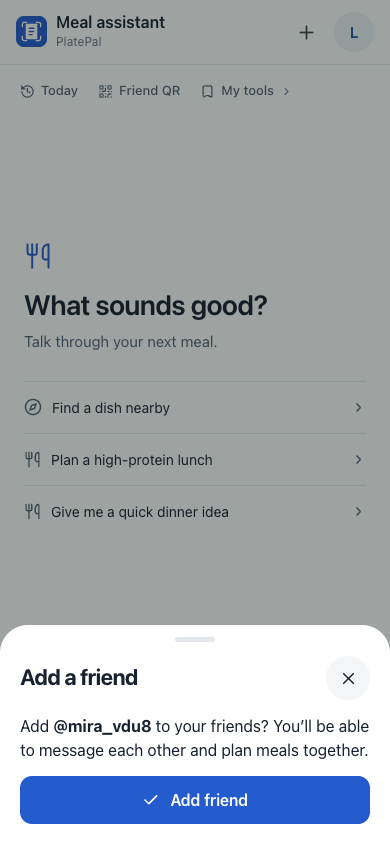 Meal assistant
PlatePal
L
Today
Friend QR
My tools
What sounds good?
Talk through your next meal.
Find a dish nearby
Plan a high-protein lunch
Give me a quick dinner idea
Add a friend
Add @mira_vdu8 to your friends? You’ll be able
to message each other and plan meals together.
Add friend